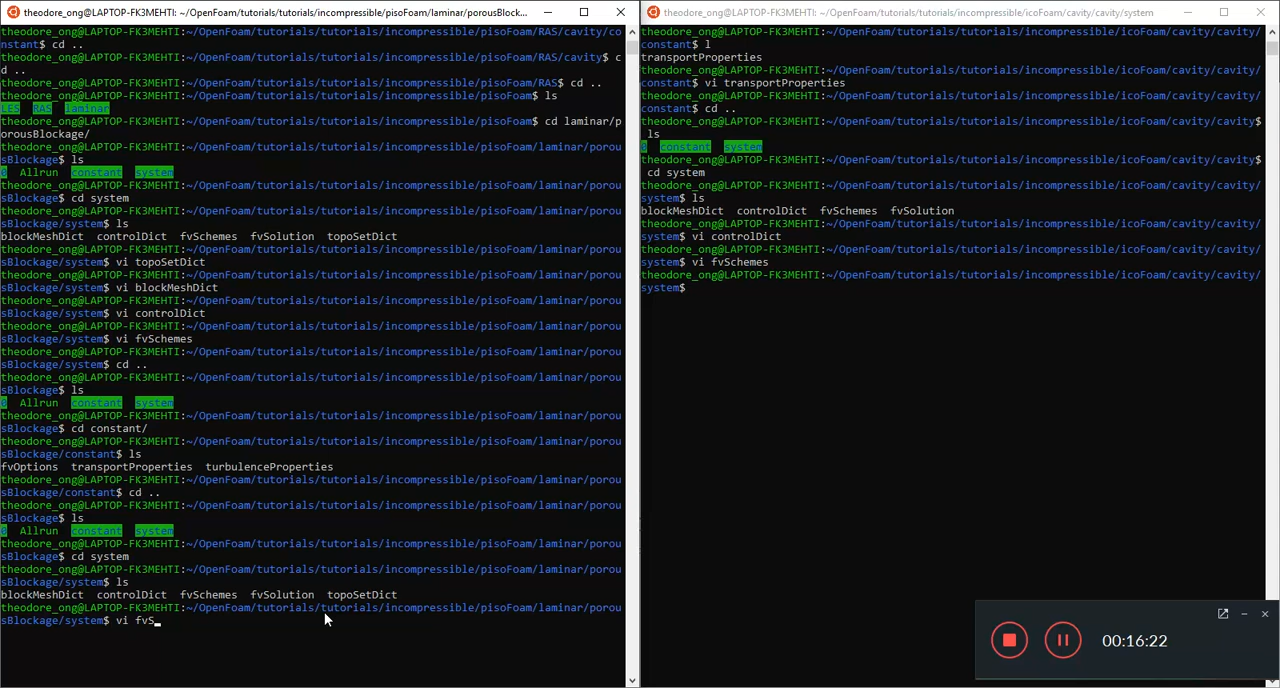 theodore_ong@LAPTOP-FK3MEHTI: ~/OpenFoam/tutorials/tutorials/incompressible/pisoFoam/laminar/porousBlock...
theodore_ong@LAPTOP-FK3MEHTI:~/OpenFoam/tutorials/tutorials/incompressible/pisoFoam/RAS/cavity/co
nstant$ cd ..
theodore_ong@LAPTOP-FK3MEHTI:~/OpenFoam/tutorials/tutorials/incompressible/pisoFoam/RAS/cavity$ c
d ..
theodore_ong@LAPTOP-FK3MEHTI:~/OpenFoam/tutorials/tutorials/incompressible/pisoFoam/RAS$ cd ..
theodore_ong@LAPTOP-FK3MEHTI:~/OpenFoam/tutorials/tutorials/incompressible/pisoFoam$ ls
LES  RAS  laminar
theodore_ong@LAPTOP-FK3MEHTI:~/OpenFoam/tutorials/tutorials/incompressible/pisoFoam$ cd laminar/p
orousBlockage/
theodore_ong@LAPTOP-FK3MEHTI:~/OpenFoam/tutorials/tutorials/incompressible/pisoFoam/laminar/porou
sBlockage$ ls
0  Allrun  constant  system
theodore_ong@LAPTOP-FK3MEHTI:~/OpenFoam/tutorials/tutorials/incompressible/pisoFoam/laminar/porou
sBlockage$ cd system
theodore_ong@LAPTOP-FK3MEHTI:~/OpenFoam/tutorials/tutorials/incompressible/pisoFoam/laminar/porou
sBlockage/system$ ls
blockMeshDict  controlDict  fvSchemes  fvSolution  topoSetDict
theodore_ong@LAPTOP-FK3MEHTI:~/OpenFoam/tutorials/tutorials/incompressible/pisoFoam/laminar/porou
sBlockage/system$ vi topoSetDict
theodore_ong@LAPTOP-FK3MEHTI:~/OpenFoam/tutorials/tutorials/incompressible/pisoFoam/laminar/porou
sBlockage/system$ vi blockMeshDict
theodore_ong@LAPTOP-FK3MEHTI:~/OpenFoam/tutorials/tutorials/incompressible/pisoFoam/laminar/porou
sBlockage/system$ vi controlDict
theodore_ong@LAPTOP-FK3MEHTI:~/OpenFoam/tutorials/tutorials/incompressible/pisoFoam/laminar/porou
sBlockage/system$ vi fvSchemes
theodore_ong@LAPTOP-FK3MEHTI:~/OpenFoam/tutorials/tutorials/incompressible/pisoFoam/laminar/porou
sBlockage/system$ cd ..
theodore_ong@LAPTOP-FK3MEHTI:~/OpenFoam/tutorials/tutorials/incompressible/pisoFoam/laminar/porou
sBlockage$ ls
0  Allrun  constant  system
theodore_ong@LAPTOP-FK3MEHTI:~/OpenFoam/tutorials/tutorials/incompressible/pisoFoam/laminar/porou
sBlockage$ cd constant/
theodore_ong@LAPTOP-FK3MEHTI:~/OpenFoam/tutorials/tutorials/incompressible/pisoFoam/laminar/porou
sBlockage/constant$ ls
fvOptions  transportProperties  turbulenceProperties
theodore_ong@LAPTOP-FK3MEHTI:~/OpenFoam/tutorials/tutorials/incompressible/pisoFoam/laminar/porou
sBlockage/constant$ cd ..
theodore_ong@LAPTOP-FK3MEHTI:~/OpenFoam/tutorials/tutorials/incompressible/pisoFoam/laminar/porou
sBlockage$ ls
0  Allrun  constant  system
theodore_ong@LAPTOP-FK3MEHTI:~/OpenFoam/tutorials/tutorials/incompressible/pisoFoam/laminar/porou
sBlockage$ cd system
theodore_ong@LAPTOP-FK3MEHTI:~/OpenFoam/tutorials/tutorials/incompressible/pisoFoam/laminar/porou
sBlockage/system$ ls
blockMeshDict  controlDict  fvSchemes  fvSolution  topoSetDict
theodore_ong@LAPTOP-FK3MEHTI:~/OpenFoam/tutorials/tutorials/incompressible/pisoFoam/laminar/porou
sBlockage/system$ vi fvS
theodore_ong@LAPTOP-FK3MEHTI: ~/OpenFoam/tutorials/tutorials/incompressible/icoFoam/cavity/cavity/system
theodore_ong@LAPTOP-FK3MEHTI:~/OpenFoam/tutorials/tutorials/incompressible/icoFoam/cavity/cavity/
constant$ l
transportProperties
theodore_ong@LAPTOP-FK3MEHTI:~/OpenFoam/tutorials/tutorials/incompressible/icoFoam/cavity/cavity/
constant$ vi transportProperties
theodore_ong@LAPTOP-FK3MEHTI:~/OpenFoam/tutorials/tutorials/incompressible/icoFoam/cavity/cavity/
constant$ cd ..
theodore_ong@LAPTOP-FK3MEHTI:~/OpenFoam/tutorials/tutorials/incompressible/icoFoam/cavity/cavity$
ls
0  constant  system
theodore_ong@LAPTOP-FK3MEHTI:~/OpenFoam/tutorials/tutorials/incompressible/icoFoam/cavity/cavity$
cd system
theodore_ong@LAPTOP-FK3MEHTI:~/OpenFoam/tutorials/tutorials/incompressible/icoFoam/cavity/cavity/
system$ ls
blockMeshDict  controlDict  fvSchemes  fvSolution
theodore_ong@LAPTOP-FK3MEHTI:~/OpenFoam/tutorials/tutorials/incompressible/icoFoam/cavity/cavity/
system$ vi controlDict
theodore_ong@LAPTOP-FK3MEHTI:~/OpenFoam/tutorials/tutorials/incompressible/icoFoam/cavity/cavity/
system$ vi fvSchemes
theodore_ong@LAPTOP-FK3MEHTI:~/OpenFoam/tutorials/tutorials/incompressible/icoFoam/cavity/cavity/
system$
00:16:22